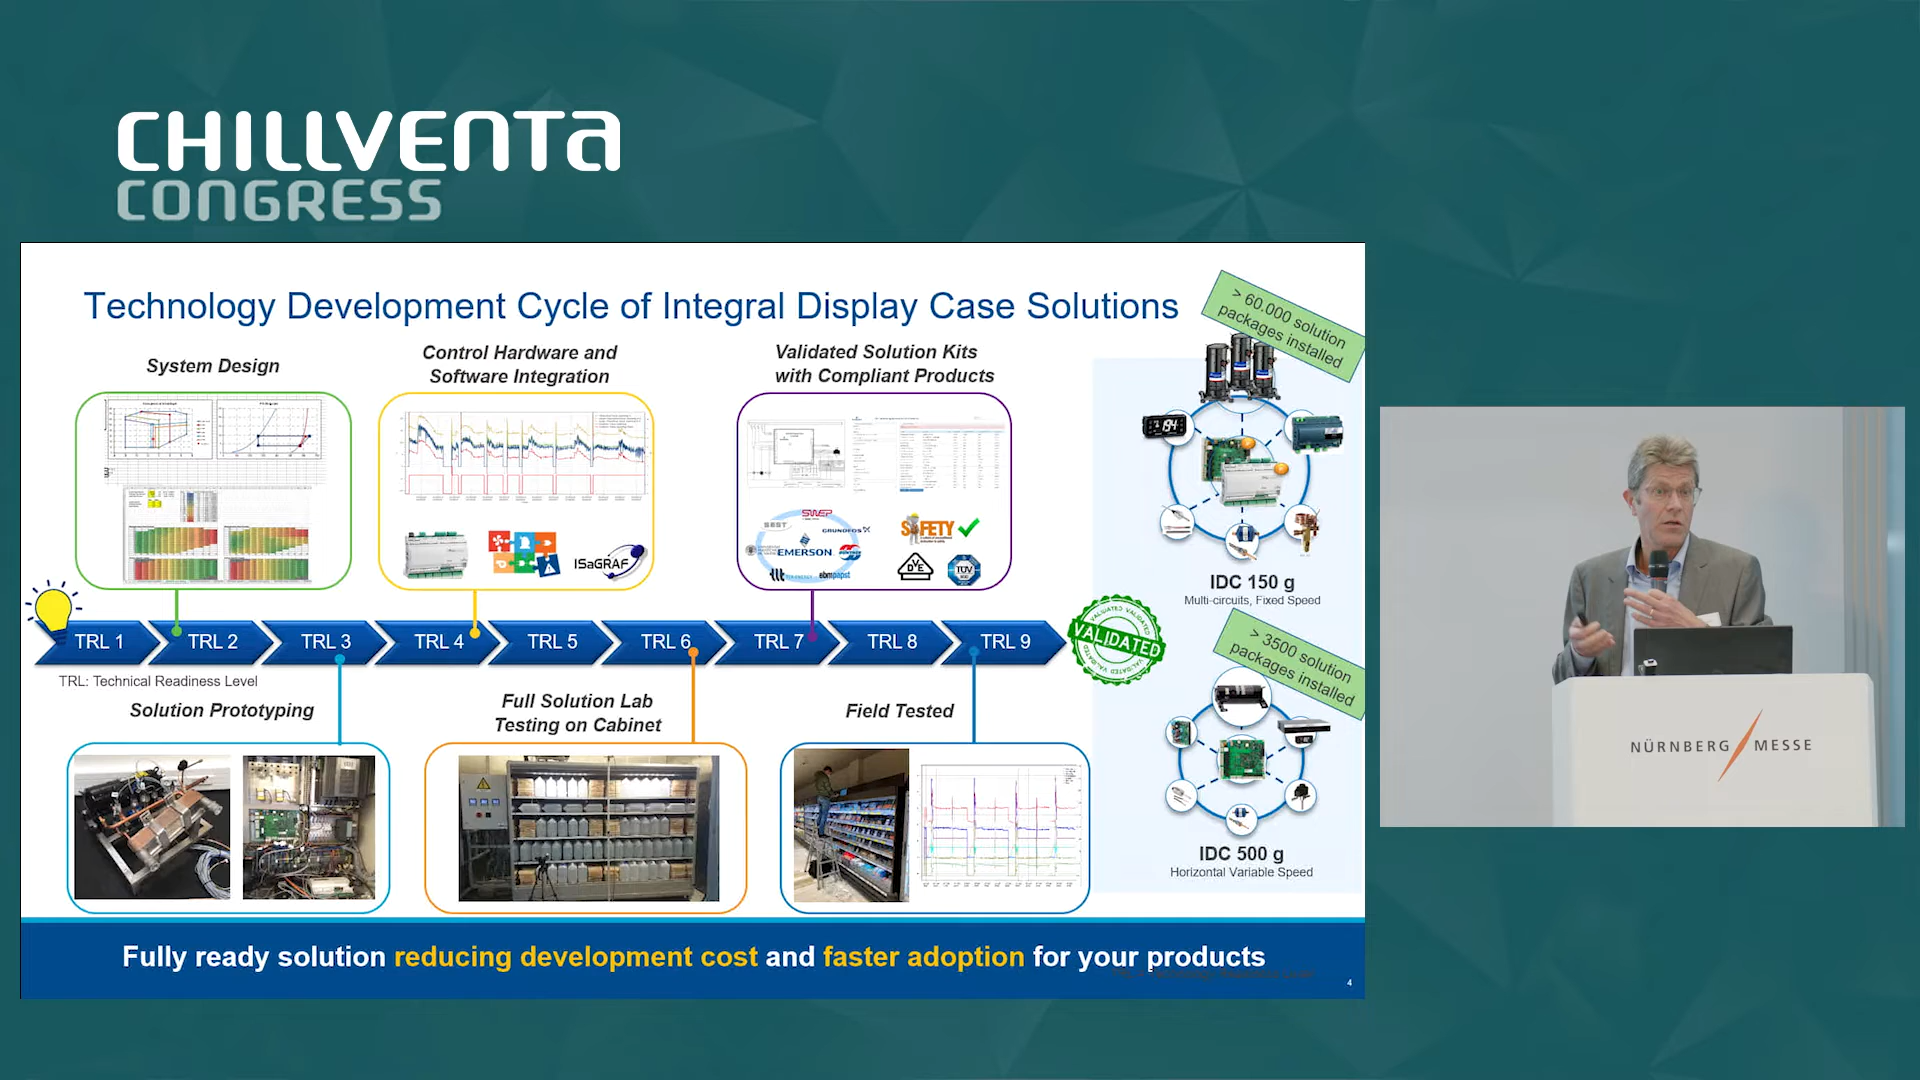 CHILLVENTA
CONGRESS
Technology Development Cycle of Integral Display Case Solutions
> 60.000 solution
packages installed
System Design
Control Hardware and
Software Integration
Validated Solution Kits
with Compliant Products
194
SWEP
GRUNDFOS
EMERSON
ebmpapst
SAFETY
DVE
TÜV
ISaGRAF
IDC 150 g
Multi-circuits, Fixed Speed
TRL 1
TRL 2
TRL 3
TRL 4
TRL 5
TRL 6
TRL 7
TRL 8
TRL 9
VALIDATED
VALIDATED
VALIDATED
TRL: Technical Readiness Level
> 3500 solution
packages installed
Solution Prototyping
Full Solution Lab
Testing on Cabinet
Field Tested
IDC 500 g
Horizontal Variable Speed
Fully ready solution reducing development cost and faster adoption for your products
4
NÜRNBERG MESSE